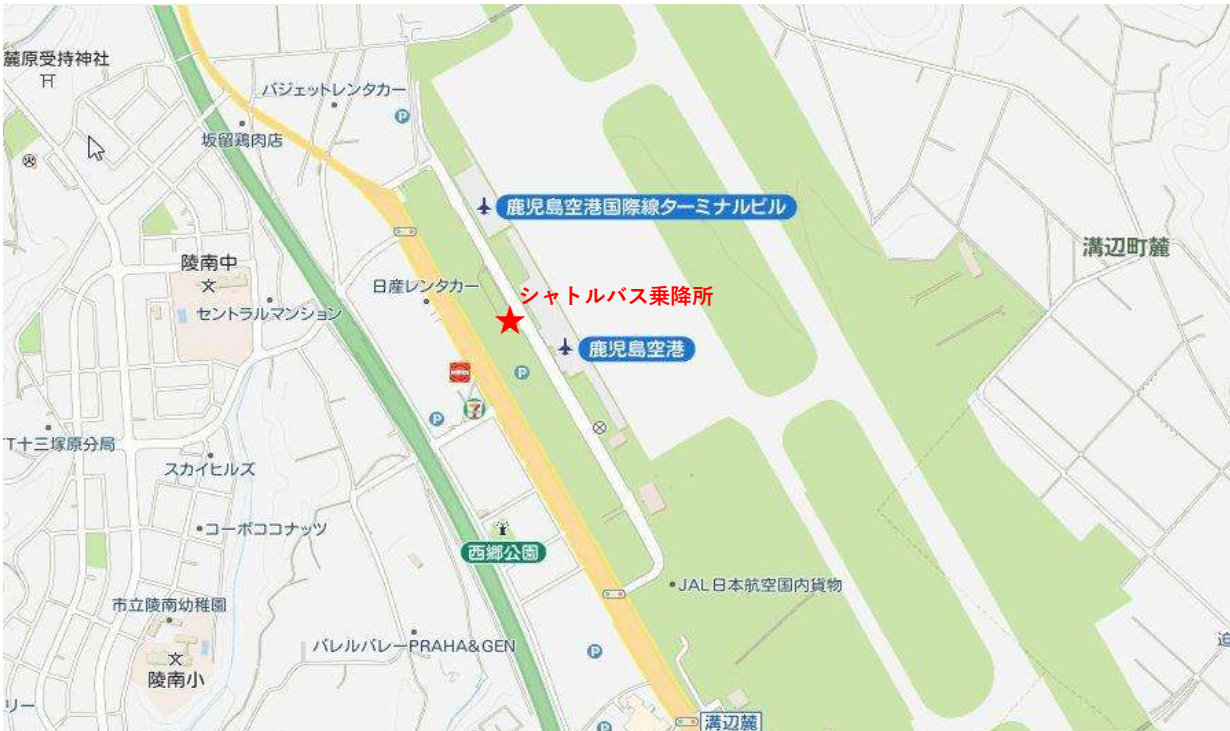 麓原受持神社
バジェットレンタカー
坂留鶏肉店
P
鹿児島空港国際線ターミナルビル
溝辺町麓
陵南中
文
日産レンタカー
シャトルバス乗降所
セントラルマンション
鹿児島空港
P
7
P
T十三塚原分局
スカイヒルズ
コーポココナッツ
西郷公園
JAL日本航空国内貨物
市立陵南幼稚園
バレルバレーPRAHA&GEN
P
迫
文
陵南小
リー
P
溝辺麓